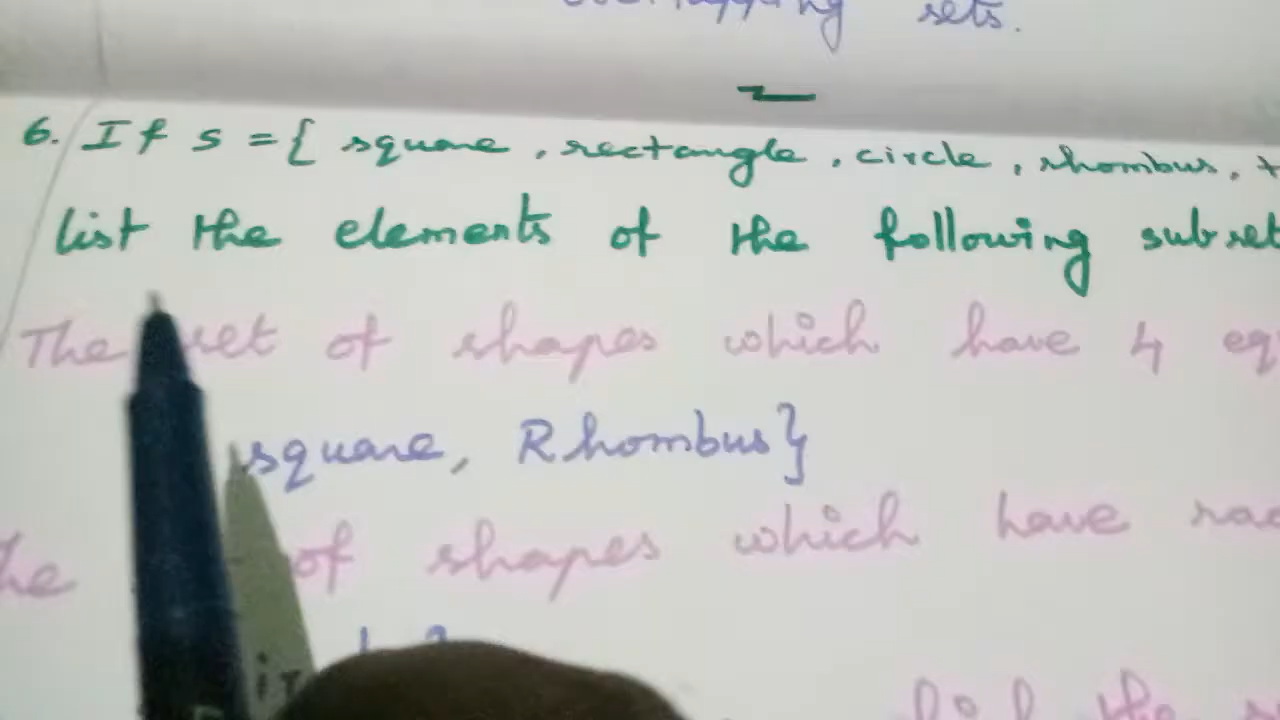 sets.
6. If s = { square, rectangle, circle, rhombus,
list the elements of the following subset
The set of shapes which have 4
square, Rhombus}
of shapes which have
the